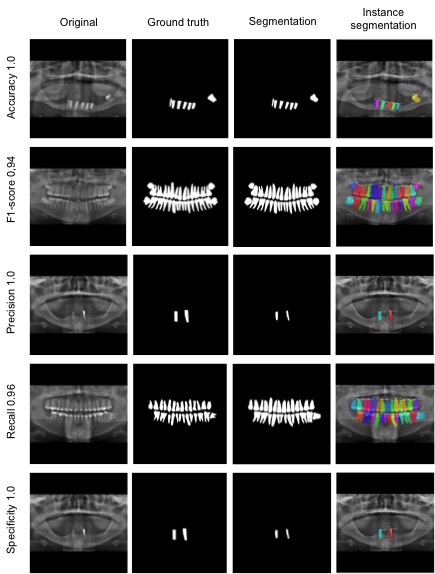 Original
Ground truth
Segmentation
Instance
segmentation
Accuracy 1.0
F1-score 0,94
Precision 1.0
Recall 0.96
Specificity 1.0